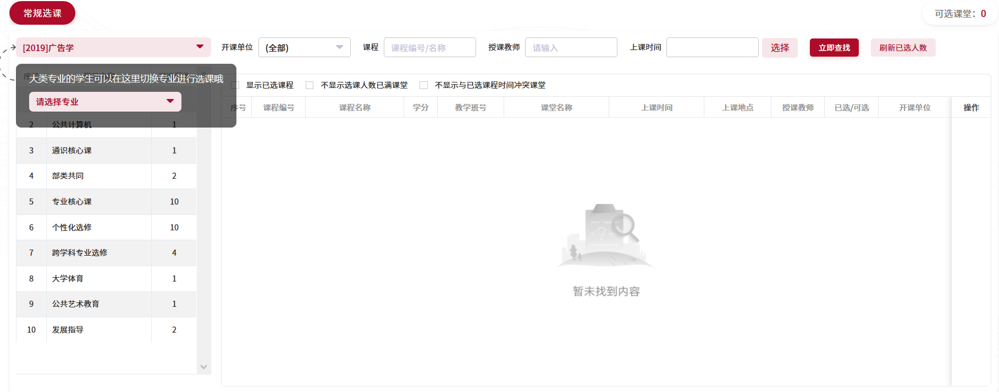 常规选课
可选课堂：0
[2019]广告学
开课单位 (全部) 课程 课程编号/名称 授课教师 请输入 上课时间 选择 立即查找 刷新已选人数
大类专业的学生可以在这里切换专业进行选课哦
请选择专业
显示已选课程 不显示选课人数已满课堂 不显示与已选课程时间冲突课堂
序号 课程编号 课程名称 学分 教学班号 课堂名称 上课时间 上课地点 授课教师 已选/可选 开课单位 操作
2 公共计算机 1
3 通识核心课 1
4 部类共同 2
5 专业核心课 10
6 个性化选修 10
7 跨学科专业选修 4
8 大学体育 1
9 公共艺术教育 1
10 发展指导 2
暂未找到内容